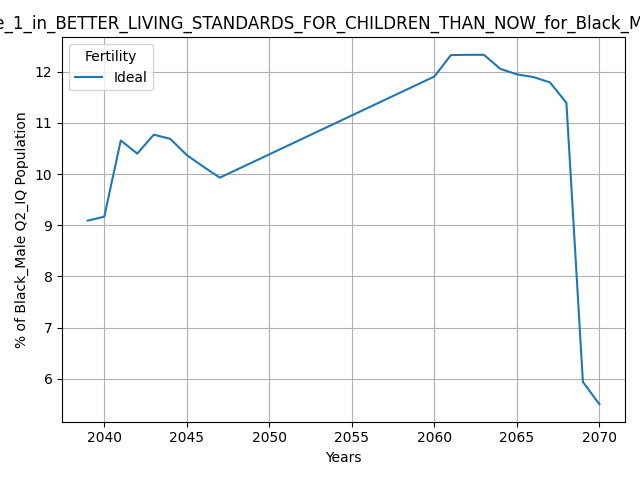 e_1_in_BETTER_LIVING_STANDARDS_FOR_CHILDREN_THAN_NOW_for_Black_M
Fertility
Ideal
% of Black_Male Q2_IQ Population
12
11
10
9
8
7
6
2040 2045 2050 2055 2060 2065 2070
Years